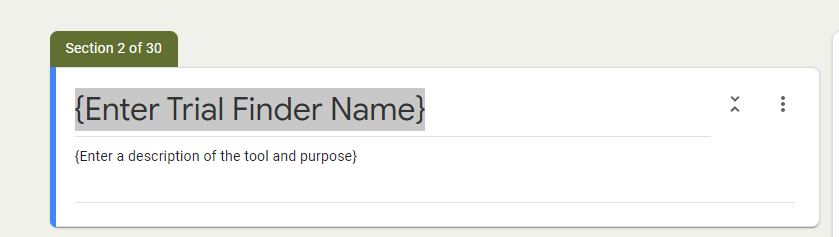 Section 2 of 30
{Enter Trial Finder Name}
{Enter a description of the tool and purpose}